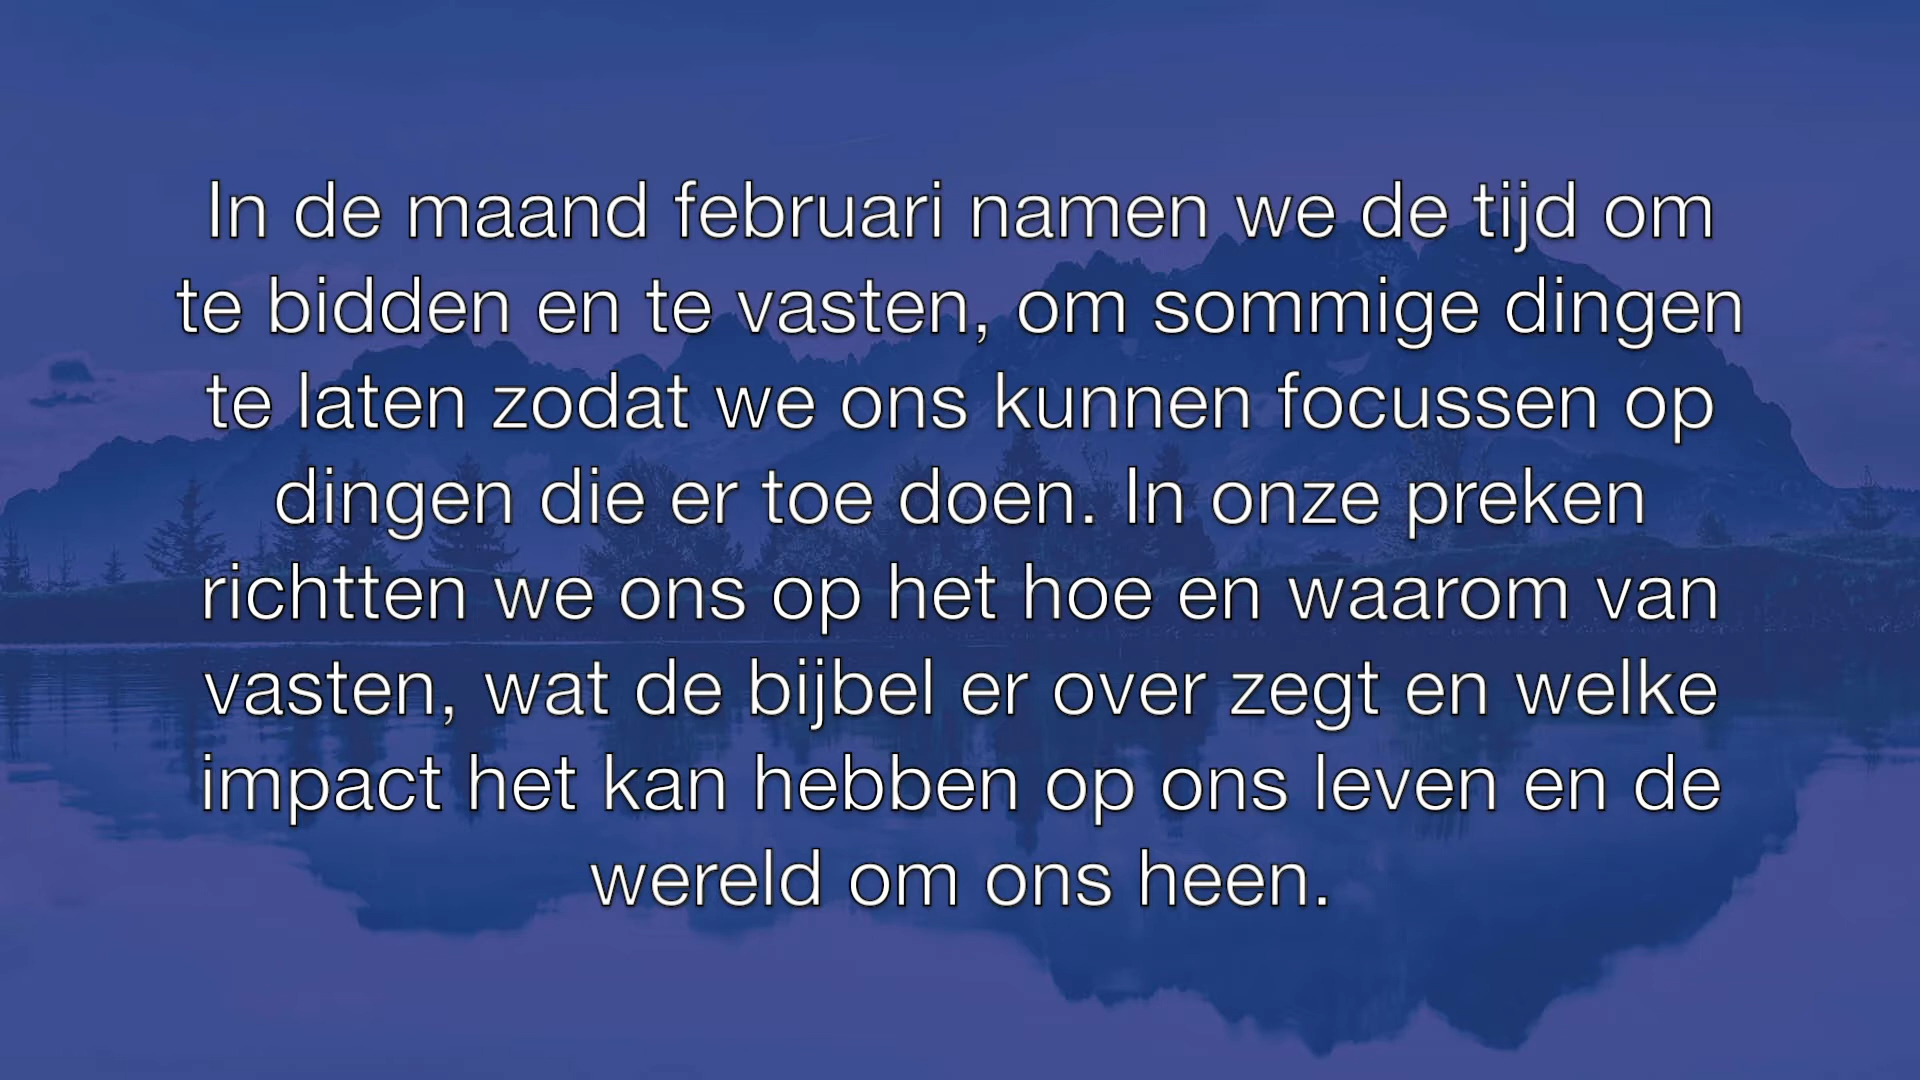 In de maand februari namen we de tijd om
te bidden en te vasten, om sommige dingen
te laten zodat we ons kunnen focussen op
dingen die er toe doen. In onze preken
richtten we ons op het hoe en waarom van
vasten, wat de bijbel er over zegt en welke
impact het kan hebben op ons leven en de
wereld om ons heen.